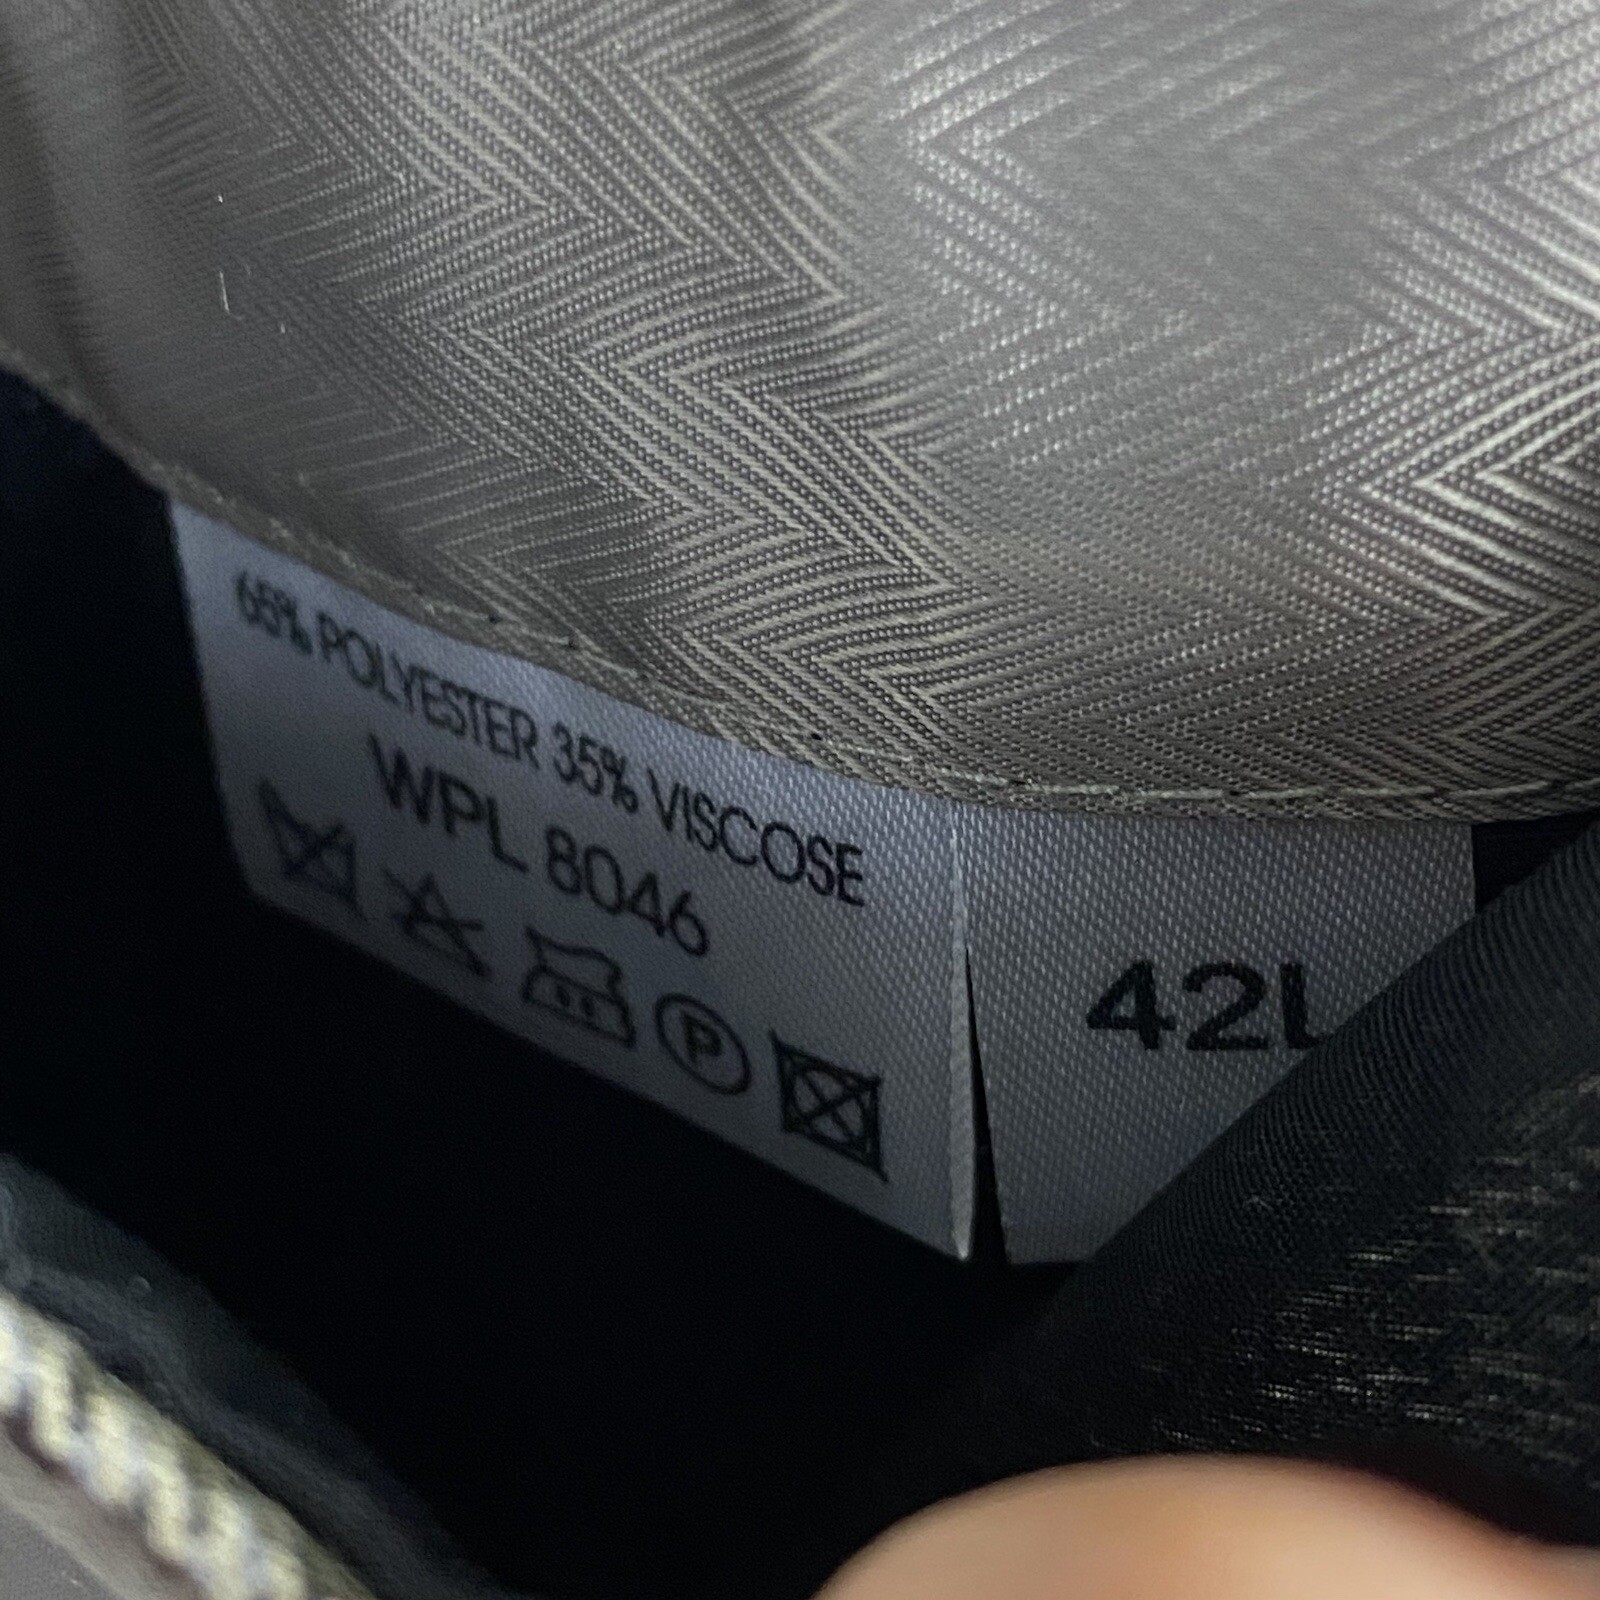 65% POLYESTER 35% VISCOSE
WPL 8046
P
42L